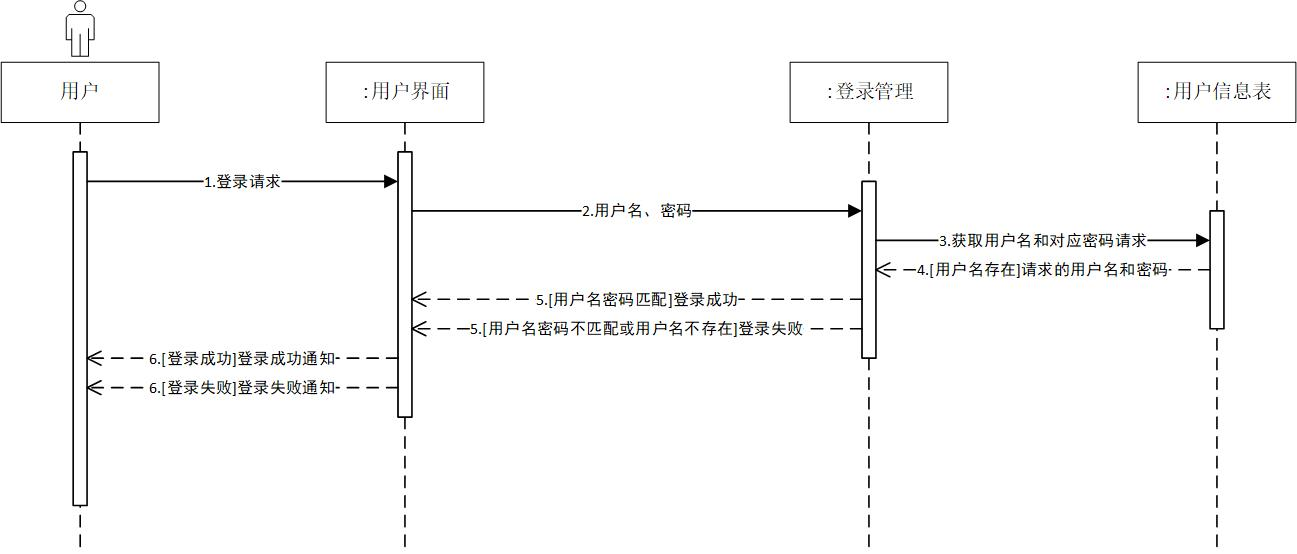 用户
:用户界面
:登录管理
:用户信息表
1.登录请求
2.用户名、密码
3.获取用户名和对应密码请求
4.[用户名存在]请求的用户名和密码
5.[用户名密码匹配]登录成功
5.[用户名密码不匹配或用户名不存在]登录失败
6.[登录成功]登录成功通知
6.[登录失败]登录失败通知